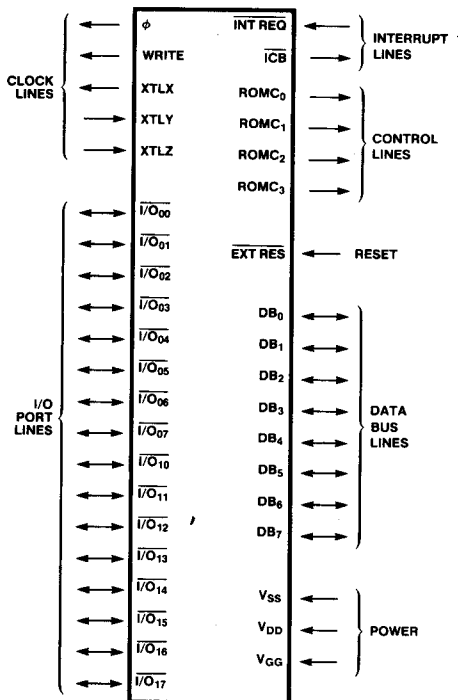 CLOCK LINES
φ
WRITE
XTLX
XTLY
XTLZ
I/O PORT LINES
I/O00
I/O01
I/O02
I/O03
I/O04
I/O05
I/O06
I/O07
I/O10
I/O11
I/O12
I/O13
I/O14
I/O15
I/O16
I/O17
INT REQ
ICB
INTERRUPT LINES
ROMC0
ROMC1
ROMC2
ROMC3
CONTROL LINES
EXT RES
RESET
DB0
DB1
DB2
DB3
DB4
DB5
DB6
DB7
DATA BUS LINES
VSS
VDD
VGG
POWER